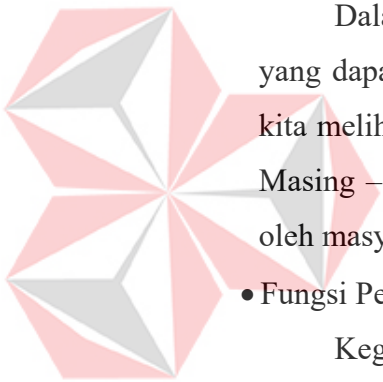 Dala
yang dapa
kita melih
Masing –
oleh masy
• Fungsi Pe
Keg